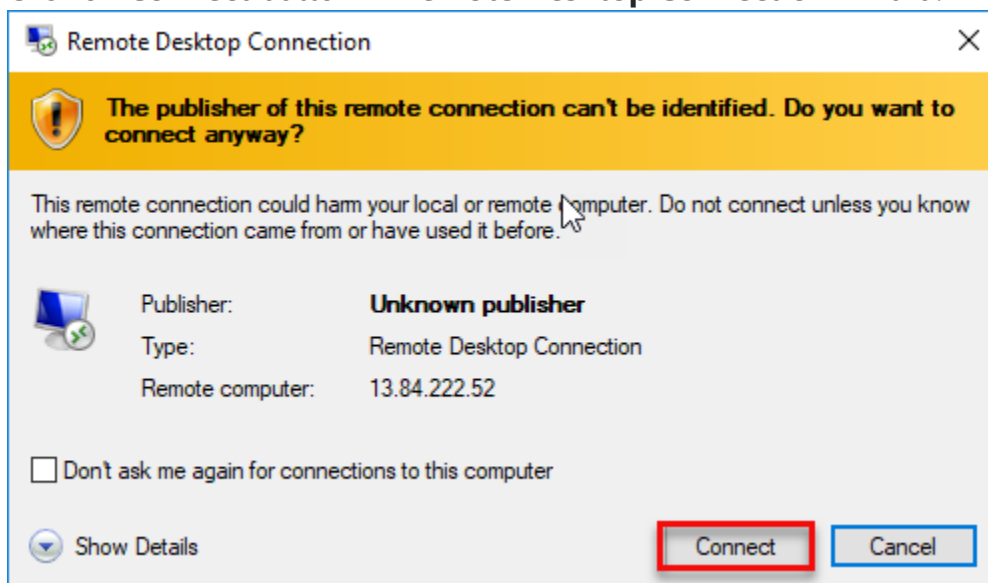 Remote Desktop Connection
The publisher of this remote connection can't be identified. Do you want to
connect anyway?
This remote connection could harm your local or remote computer. Do not connect unless you know
where this connection came from or have used it before.
Publisher: Unknown publisher
Type: Remote Desktop Connection
Remote computer: 13.84.222.52
Don't ask me again for connections to this computer
Show Details Connect Cancel